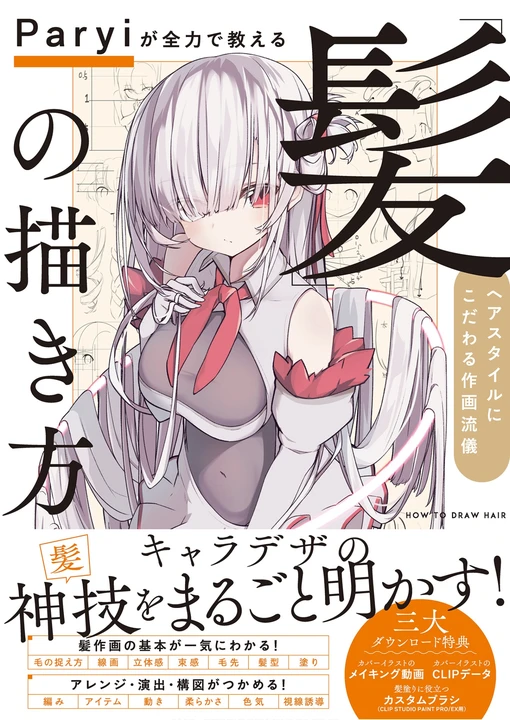 Paryiが全力で教える
「髪」
の描き方
ヘアスタイルに
こだわる作画流儀
HOW TO DRAW HAIR
キャラデザの
髪
神技をまるごと明かす!
髪作画の基本が一気にわかる!
毛の捉え方 線画 立体感 束感 毛先 髪型 塗り
アレンジ・演出・構図がつかめる!
編み アイテム 動き 柔らかさ 色気 視線誘導
三大
ダウンロード特典
カバーイラストの
メイキング動画
カバーイラストの
CLIPデータ
髪塗りに役立つ
カスタムブラシ
(CLIP STUDIO PAINT PRO/EX用)